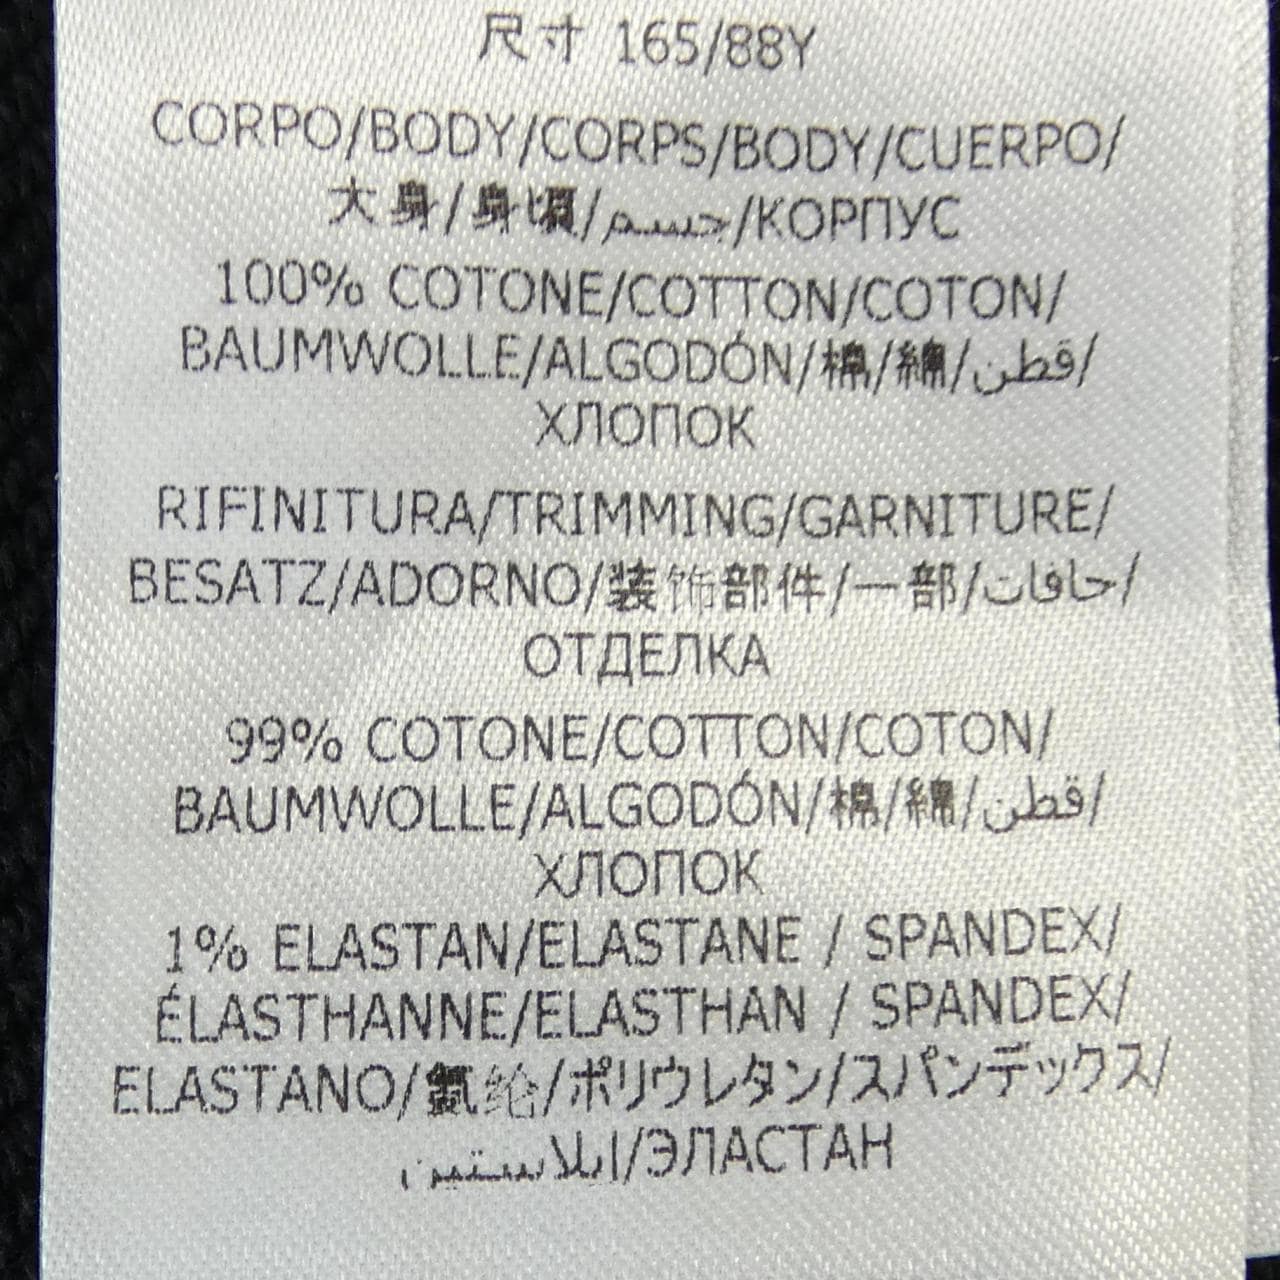 尺寸 165/88Y
CORPO/BODY/CORPS/BODY/CUERPO/
大身/身頃/جسم/КОРПУС
100% COTONE/COTTON/COTON/
BAUMWOLLE/ALGODÓN/棉/綿/قطن/
ХЛОПОК
RIFINITURA/TRIMMING/GARNITURE/
BESATZ/ADORNO/装饰部件/一部/حافات/
ОТДЕЛКА
99% COTONE/COTTON/COTON/
BAUMWOLLE/ALGODÓN/棉/綿/قطن/
ХЛОПОК
1% ELASTAN/ELASTANE / SPANDEX/
ÉLASTHANNE/ELASTHAN / SPANDEX/
ELASTANO/氨纶/ポリウレタン/スパンデックス/
ايلاستين/ЭЛАСТАН